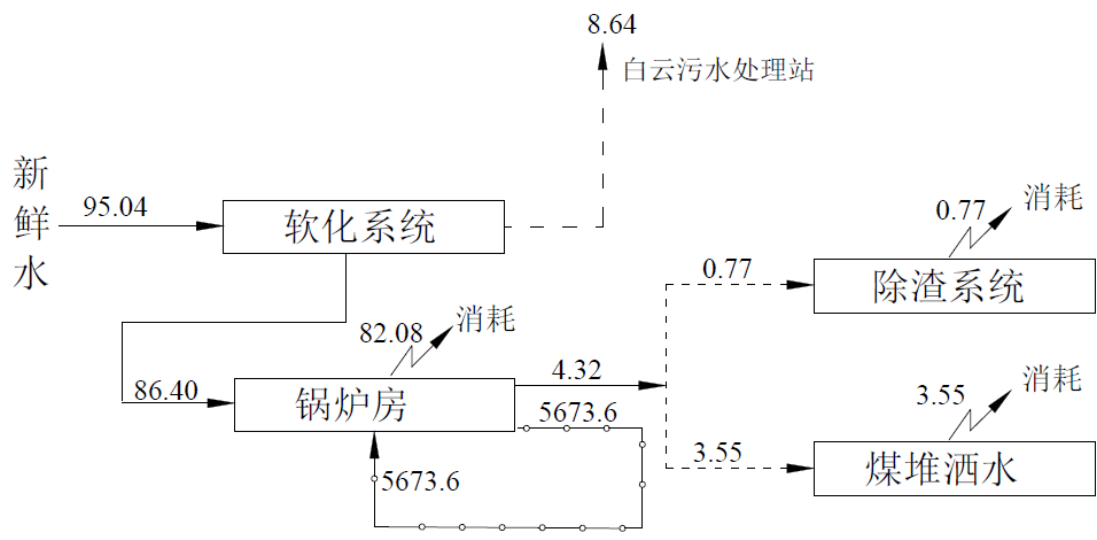 8.64
白云污水处理站
新鲜水
95.04
软化系统
0.77
消耗
0.77
除渣系统
82.08
消耗
86.40
锅炉房
4.32
5673.6
5673.6
3.55
消耗
3.55
煤堆洒水